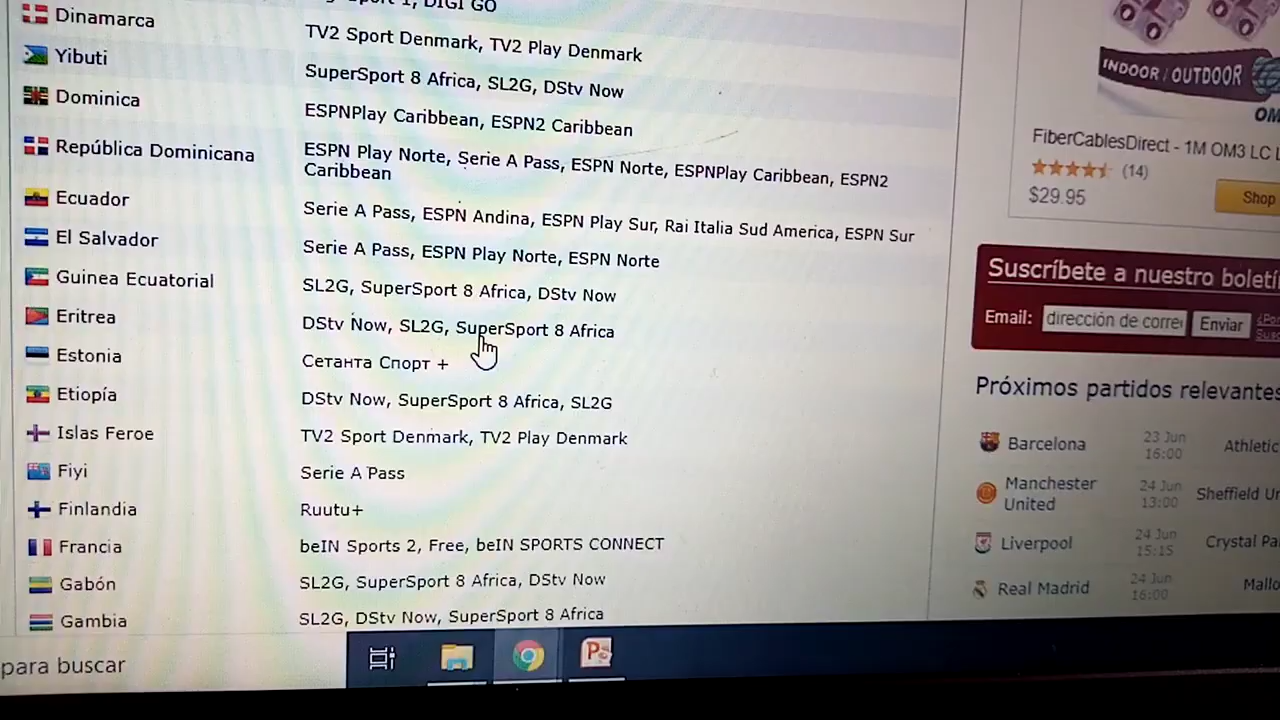 DIGI GO
Dinamarca
TV2 Sport Denmark, TV2 Play Denmark
Yibuti
SuperSport 8 Africa, SL2G, DStv Now
Dominica
ESPNPlay Caribbean, ESPN2 Caribbean
República Dominicana
ESPN Play Norte, Serie A Pass, ESPN Norte, ESPNPlay Caribbean, ESPN2
Caribbean
Ecuador
Serie A Pass, ESPN Andina, ESPN Play Sur, Rai Italia Sud America, ESPN Sur
El Salvador
Serie A Pass, ESPN Play Norte, ESPN Norte
Guinea Ecuatorial
SL2G, SuperSport 8 Africa, DStv Now
Eritrea
DStv Now, SL2G, SuperSport 8 Africa
Estonia
Сетанта Спорт +
Etiopía
DStv Now, SuperSport 8 Africa, SL2G
Islas Feroe
TV2 Sport Denmark, TV2 Play Denmark
Fiyi
Serie A Pass
Finlandia
Ruutu+
Francia
beIN Sports 2, Free, beIN SPORTS CONNECT
Gabón
SL2G, SuperSport 8 Africa, DStv Now
Gambia
SL2G, DStv Now, SuperSport 8 Africa
INDOOR / OUTDOOR
FiberCablesDirect - 1M OM3 LC
(14)
$29.95
Shop
Suscríbete a nuestro boletí
Email:
dirección de corre
Enviar
Próximos partidos relevantes
Barcelona
23 Jun
16:00
Athletic
Manchester
United
24 Jun
13:00
Sheffield
Liverpool
24 Jun
15:15
Crystal
Real Madrid
24 Jun
16:00
Mallo
para buscar